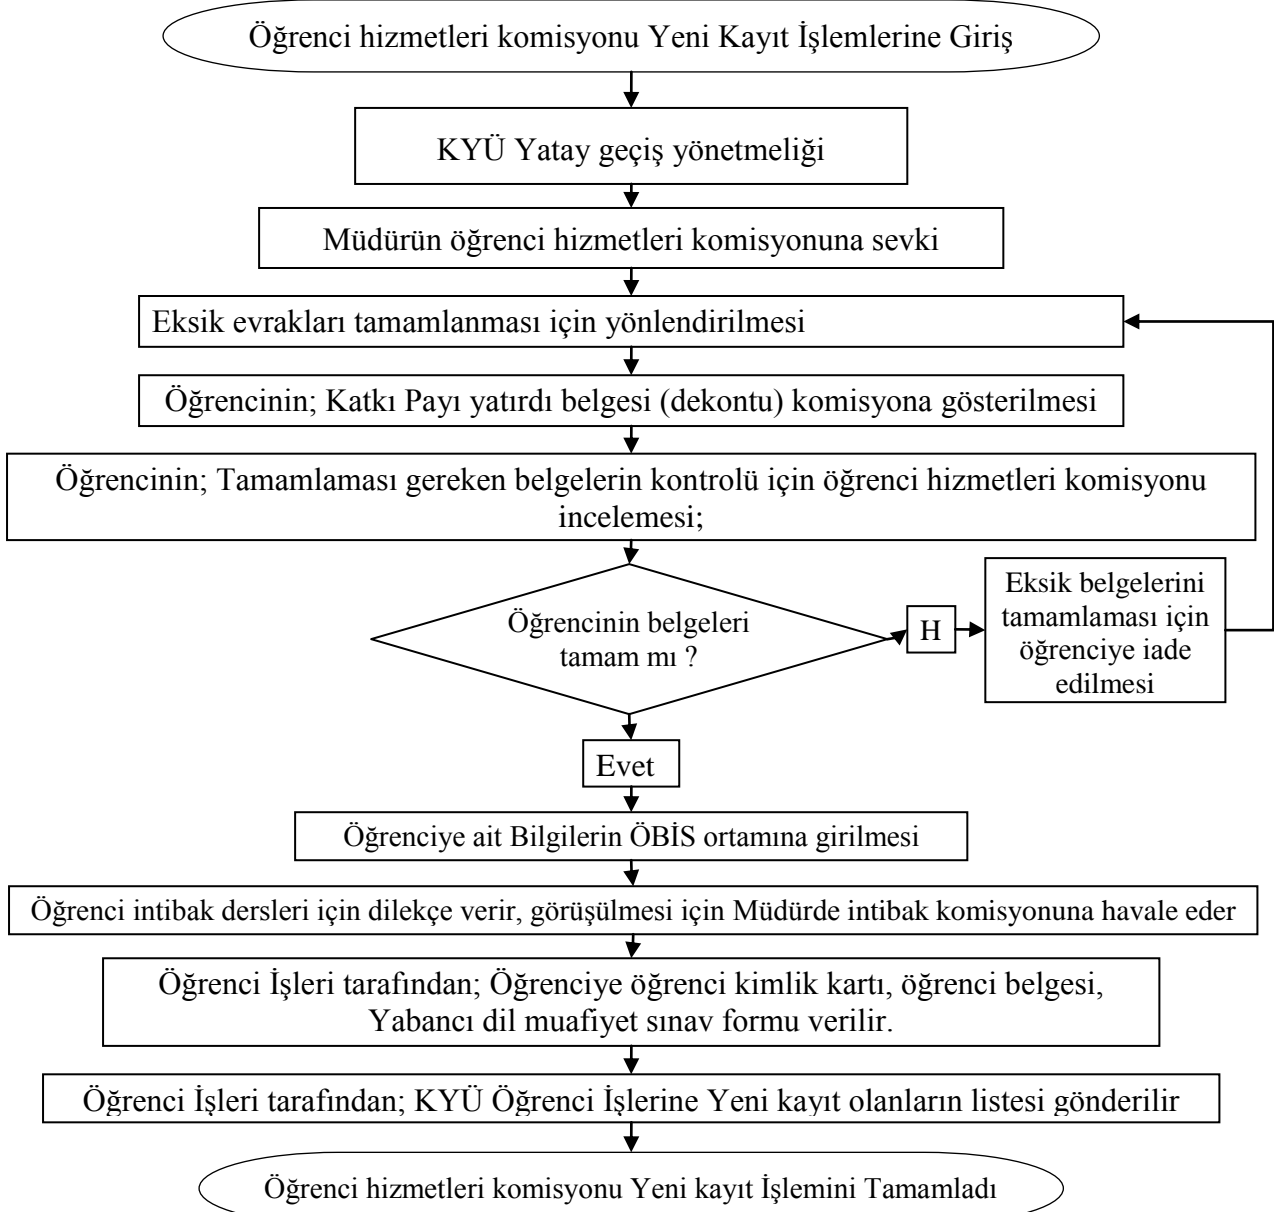 Öğrenci hizmetleri komisyonu Yeni Kayıt İşlemlerine Giriş
KYÜ Yatay geçiş yönetmeliği
Müdürün öğrenci hizmetleri komisyonuna sevki
Eksik evrakları tamamlanması için yönlendirilmesi
Öğrencinin; Katkı Payı yatırdı belgesi (dekontu) komisyona gösterilmesi
Öğrencinin; Tamamlaması gereken belgelerin kontrolü için öğrenci hizmetleri komisyonu
incelemesi;
Öğrencinin belgeleri
tamam mı ?
H
Eksik belgelerini
tamamlaması için
öğrenciye iade
edilmesi
Evet
Öğrenciye ait Bilgilerin ÖBİS ortamına girilmesi
Öğrenci intibak dersleri için dilekçe verir, görüşülmesi için Müdürde intibak komisyonuna havale eder
Öğrenci İşleri tarafından; Öğrenciye öğrenci kimlik kartı, öğrenci belgesi,
Yabancı dil muafiyet sınav formu verilir.
Öğrenci İşleri tarafından; KYÜ Öğrenci İşlerine Yeni kayıt olanların listesi gönderilir
Öğrenci hizmetleri komisyonu Yeni kayıt İşlemini Tamamladı